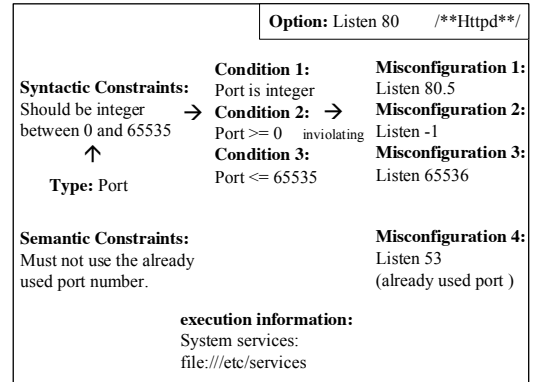 Option: Listen 80 /**Httpd**/
Syntactic Constraints:
Should be integer
between 0 and 65535
Type: Port
Condition 1:
Port is integer
Condition 2:
Port >= 0 inviolating
Condition 3:
Port <= 65535
Misconfiguration 1:
Listen 80.5
Misconfiguration 2:
Listen -1
Misconfiguration 3:
Listen 65536
Semantic Constraints:
Must not use the already
used port number.
Misconfiguration 4:
Listen 53
(already used port )
execution information:
System services:
file:///etc/services